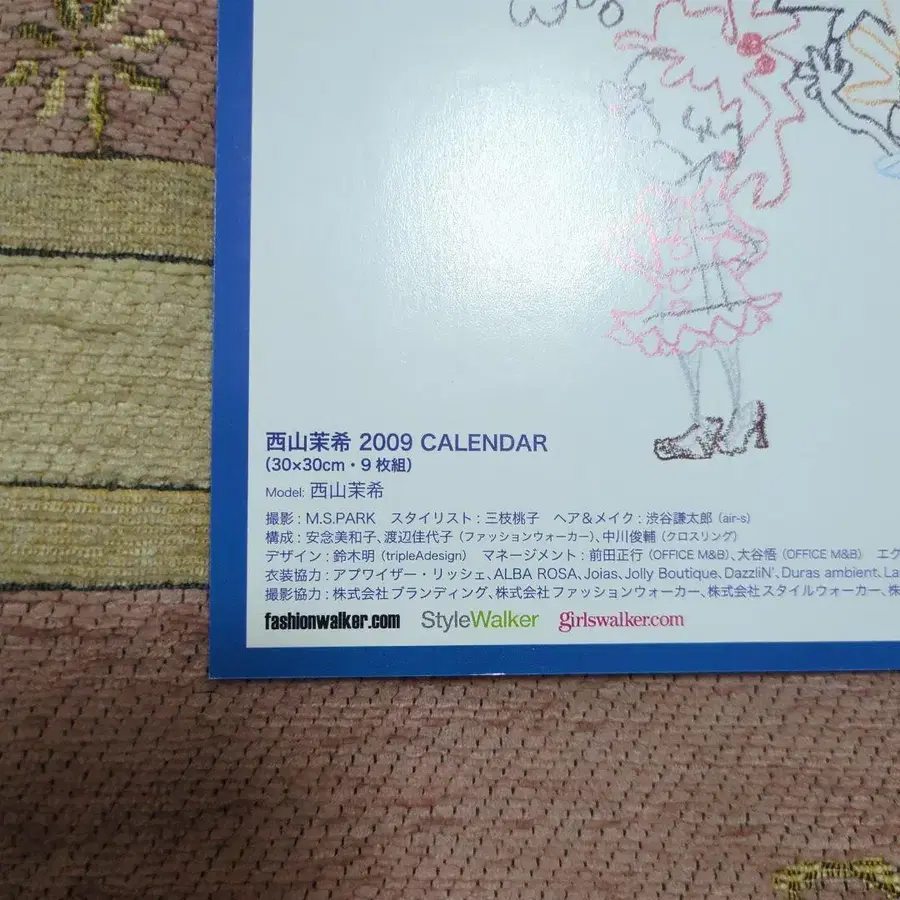 西山茉希 2009 CALENDAR
(30×30cm・9枚組)
Model: 西山茉希
撮影 : M.S.PARK スタイリスト : 三枝桃子 ヘア&メイク : 渋谷謙太郎 (air-s)
構成 : 安念美和子、渡辺佳代子 (ファッションウォーカー)、中川俊輔 (クロスリング)
デザイン : 鈴木明 (tripleAdesign) マネージメント : 前田正行 (OFFICE M&B)、大谷悟 (OFFICE M&B) エク
衣装協力 : アプワイザー・リッシェ、ALBA ROSA、Joias、Jolly Boutique、DazzliN'、Duras ambient、La
撮影協力 : 株式会社ブランディング、株式会社ファッションウォーカー、株式会社スタイルウォーカー、株
fashionwalker.com StyleWalker girlswalker.com